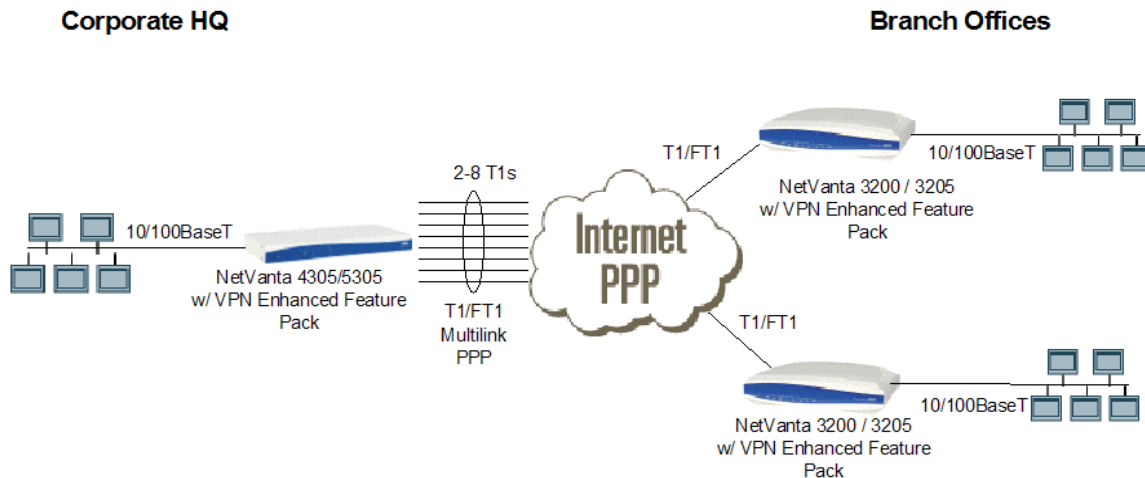 Corporate HQ
Branch Offices
10/100BaseT
NetVanta 4305/5305
w/ VPN Enhanced Feature
Pack
2-8 T1s
T1/FT1
Multilink
PPP
Internet
PPP
T1/FT1
10/100BaseT
NetVanta 3200 / 3205
w/ VPN Enhanced Feature
Pack
T1/FT1
10/100BaseT
NetVanta 3200 / 3205
w/ VPN Enhanced Feature
Pack